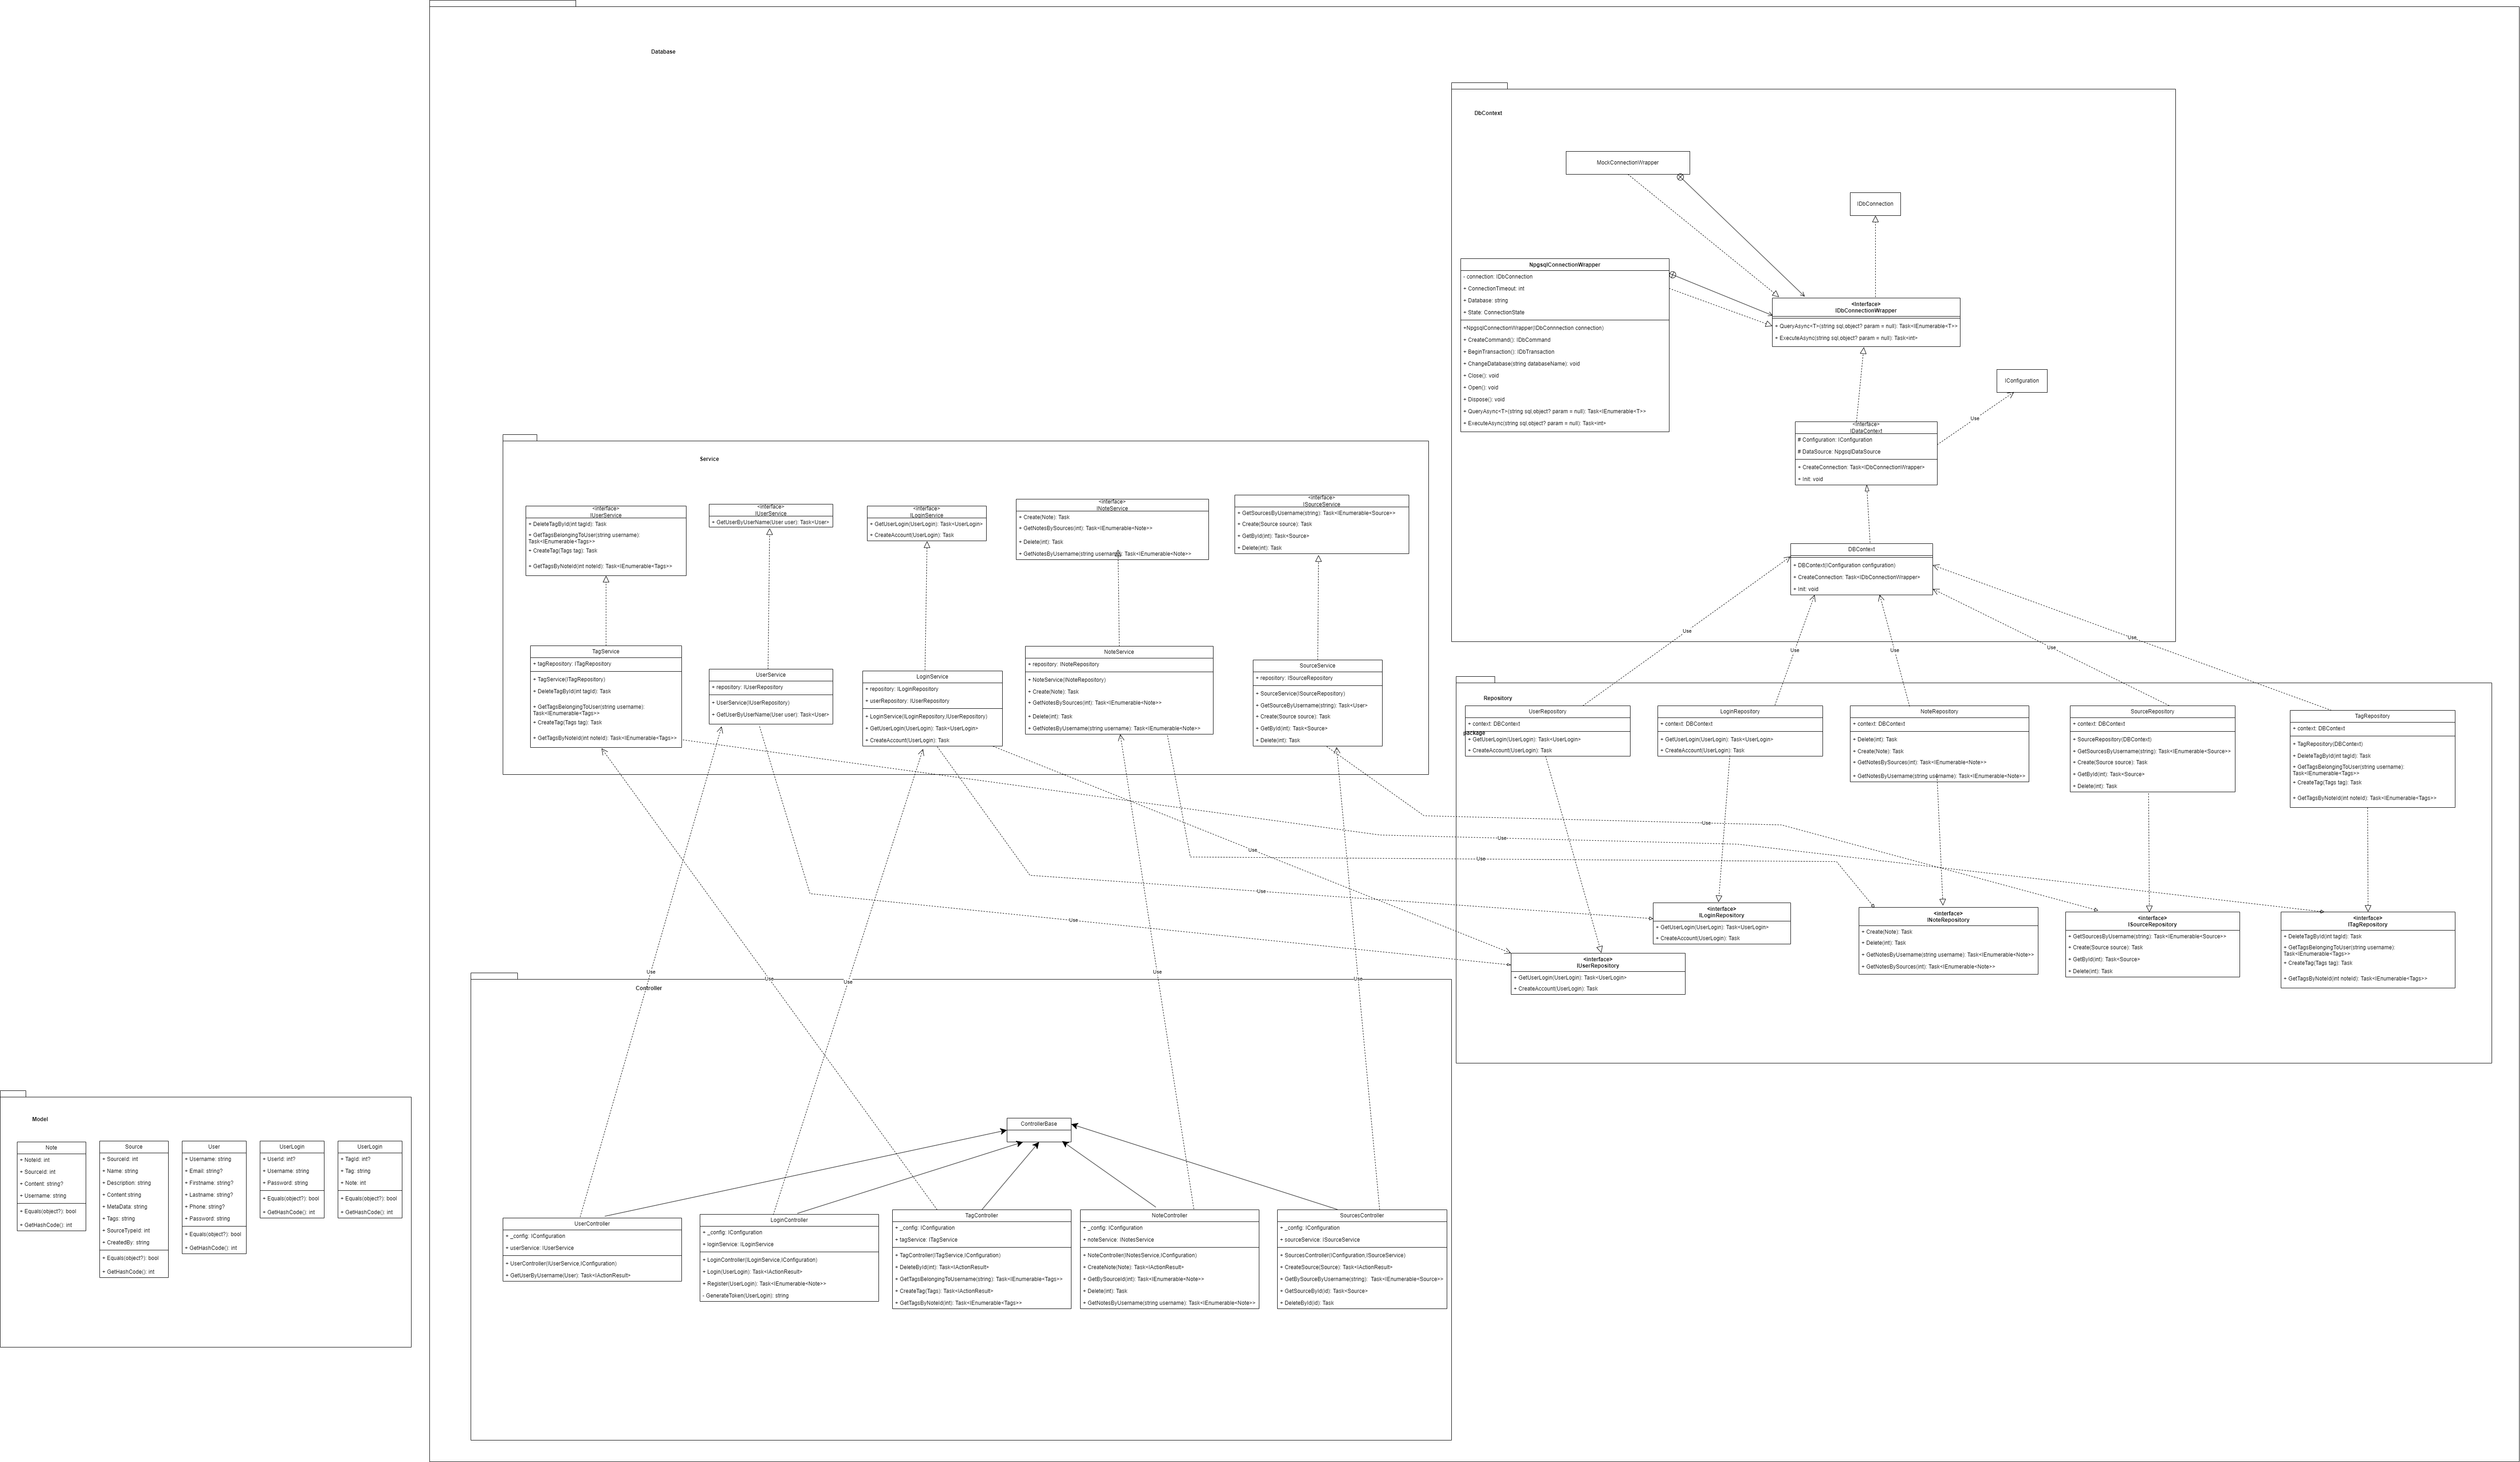 Database
DbContext
MockConnectionWrapper
IDbConnection
NpgsqlConnectionWrapper
- connection: IDbConnection
+ ConnectionTimeout: int
+ Database: string
+ State: ConnectionState
+NpgsqlConnectionWrapper(IDbConnnection connection)
+ CreateCommand(): IDbCommand
+ BeginTransaction(): IDbTransaction
+ ChangeDatabase(string databaseName): void
+ Close(): void
+ Open(): void
+ Dispose(): void
+ QueryAsync<T>(string sql,object? param = null): Task<IEnumerable<T>>
+ ExecuteAsync(string sql,object? param = null): Task<int>
<Interface>
IDbConnectionWrapper
+ QueryAsync<T>(string sql,object? param = null): Task<IEnumerable<T>>
+ ExecuteAsync(string sql,object? param = null): Task<int>
IConfiguration
Use
<Interface>
IDataContext
# Configuration: IConfiguration
# DataSource: NpgsqlDataSource
+ CreateConnection: Task<IDbConnectionWrapper>
+ Init: void
DBContext
+ DBContext(IConfiguration configuration)
+ CreateConnection: Task<IDbConnectionWrapper>
+ Init: void
Use
Use
Use
Use
Use
Service
<Interface>
IUserService
+ DeleteTagById(int tagId): Task
+ GetTagsBelongingToUser(string username):
Task<IEnumerable<Tags>>
+ CreateTag(Tags tag): Task
+ GetTagsByNoteId(int noteId): Task<IEnumerable<Tags>>
<Interface>
IUserService
+ GetUserByUserName(User user): Task<User>
<Interface>
ILoginService
+ GetUserLogin(UserLogin): Task<UserLogin>
+ CreateAccount(UserLogin): Task
<interface>
INoteService
+ Create(Note): Task
+ GetNotesBySources(int): Task<IEnumerable<Note>>
+ Delete(int): Task
+ GetNotesByUsername(string username): Task<IEnumerable<Note>>
<Interface>
ISourceService
+ GetSourcesByUsername(string): Task<IEnumerable<Source>>
+ Create(Source source): Task
+ GetById(int): Task<Source>
+ Delete(int): Task
TagService
+ tagRepository: ITagRepository
+ TagService(ITagRepository)
+ DeleteTagById(int tagId): Task
+ GetTagsBelongingToUser(string username):
Task<IEnumerable<Tags>>
+ CreateTag(Tags tag): Task
+ GetTagsByNoteId(int noteId): Task<IEnumerable<Tags>>
UserService
+ repository: IUserRepository
+ UserService(IUserRepository)
+ GetUserByUserName(User user): Task<User>
LoginService
+ repository: ILoginRepository
+ userRepository: IUserRepository
+ LoginService(ILoginRepository,IUserRepository)
+ GetUserLogin(UserLogin): Task<UserLogin>
+ CreateAccount(UserLogin): Task
NoteService
+ repository: INoteRepository
+ NoteService(INoteRepository)
+ Create(Note): Task
+ GetNotesBySources(int): Task<IEnumerable<Note>>
+ Delete(int): Task
+ GetNotesByUsername(string username): Task<IEnumerable<Note>>
SourceService
+ repository: ISourceRepository
+ SourceService(ISourceRepository)
+ GetSourceByUsername(string): Task<User>
+ Create(Source source): Task
+ GetById(int): Task<Source>
+ Delete(int): Task
Repository
package
UserRepository
+ context: DBContext
+ GetUserLogin(UserLogin): Task<UserLogin>
+ CreateAccount(UserLogin): Task
LoginRepository
+ context: DBContext
+ GetUserLogin(UserLogin): Task<UserLogin>
+ CreateAccount(UserLogin): Task
NoteRepository
+ context: DBContext
+ Delete(int): Task
+ Create(Note): Task
+ GetNotesBySources(int): Task<IEnumerable<Note>>
+ GetNotesByUsername(string username): Task<IEnumerable<Note>>
SourceRepository
+ context: DBContext
+ SourceRepository(DBContext)
+ GetSourcesByUsername(string): Task<IEnumerable<Source>>
+ Create(Source source): Task
+ GetById(int): Task<Source>
+ Delete(int): Task
TagRepository
+ context: DBContext
+ TagRepository(DBContext)
+ DeleteTagById(int tagId): Task
+ GetTagsBelongingToUser(string username):
Task<IEnumerable<Tags>>
+ CreateTag(Tags tag): Task
+ GetTagsByNoteId(int noteId): Task<IEnumerable<Tags>>
Use
Use
Use
Use
Use
Use
<interface>
ILoginRepository
+ GetUserLogin(UserLogin): Task<UserLogin>
+ CreateAccount(UserLogin): Task
<interface>
IUserRepository
+ GetUserLogin(UserLogin): Task<UserLogin>
+ CreateAccount(UserLogin): Task
<interface>
INoteRepository
+ Create(Note): Task
+ Delete(int): Task
+ GetNotesByUsername(string username): Task<IEnumerable<Note>>
+ GetNotesBySources(int): Task<IEnumerable<Note>>
<interface>
ISourceRepository
+ GetSourcesByUsername(string): Task<IEnumerable<Source>>
+ Create(Source source): Task
+ GetById(int): Task<Source>
+ Delete(int): Task
<interface>
ITagRepository
+ DeleteTagById(int tagId): Task
+ GetTagsBelongingToUser(string username):
Task<IEnumerable<Tags>>
+ CreateTag(Tags tag): Task
+ GetTagsByNoteId(int noteId): Task<IEnumerable<Tags>>
Use
Use
Use
Use
Use
Controller
ControllerBase
UserController
+ _config: IConfiguration
+ userService: IUserService
+ UserController(IUserService,IConfiguration)
+ GetUserByUsername(User): Task<IActionResult>
LoginController
+ _config: IConfiguration
+ loginService: ILoginService
+ LoginController(ILoginService,IConfiguration)
+ Login(UserLogin): Task<IActionResult>
+ Register(UserLogin): Task<IEnumerable<Note>>
- GenerateToken(UserLogin): string
TagController
+ _config: IConfiguration
+ tagService: ITagService
+ TagController(ITagService,IConfiguration)
+ DeleteById(int): Task<IActionResult>
+ GetTagsBelongingToUsername(string): Task<IEnumerable<Tags>>
+ CreateTag(Tags): Task<IActionResult>
+ GetTagsByNoteId(int): Task<IEnumerable<Tags>>
NoteController
+ _config: IConfiguration
+ noteService: INotesService
+ NoteController(INotesService,IConfiguration)
+ CreateNote(Note): Task<IActionResult>
+ GetBySourceId(int): Task<IEnumerable<Note>>
+ Delete(int): Task
+ GetNotesByUsername(string username): Task<IEnumerable<Note>>
SourcesController
+ _config: IConfiguration
+ sourceService: ISourceService
+ SourcesController(IConfiguration,ISourceService)
+ CreateSource(Source): Task<IActionResult>
+ GetBySourceByUsername(string): Task<IEnumerable<Source>>
+ GetSourceById(id): Task<Source>
+ DeleteById(id): Task
Model
Note
+ NoteId: int
+ SourceId: int
+ Content: string?
+ Username: string
+ Equals(object?): bool
+ GetHashCode(): int
Source
+ SourceId: int
+ Name: string
+ Description: string
+ Content:string
+ MetaData: string
+ Tags: string
+ SourceTypeId: int
+ CreatedBy: string
+ Equals(object?): bool
+ GetHashCode(): int
User
+ Username: string
+ Email: string?
+ Firstname: string?
+ Lastname: string?
+ Phone: string?
+ Password: string
+ Equals(object?): bool
+ GetHashCode(): int
UserLogin
+ UserId: int?
+ Username: string
+ Password: string
+ Equals(object?): bool
+ GetHashCode(): int
UserLogin
+ TagId: int?
+ Tag: string
+ Note: int
+ Equals(object?): bool
+ GetHashCode(): int